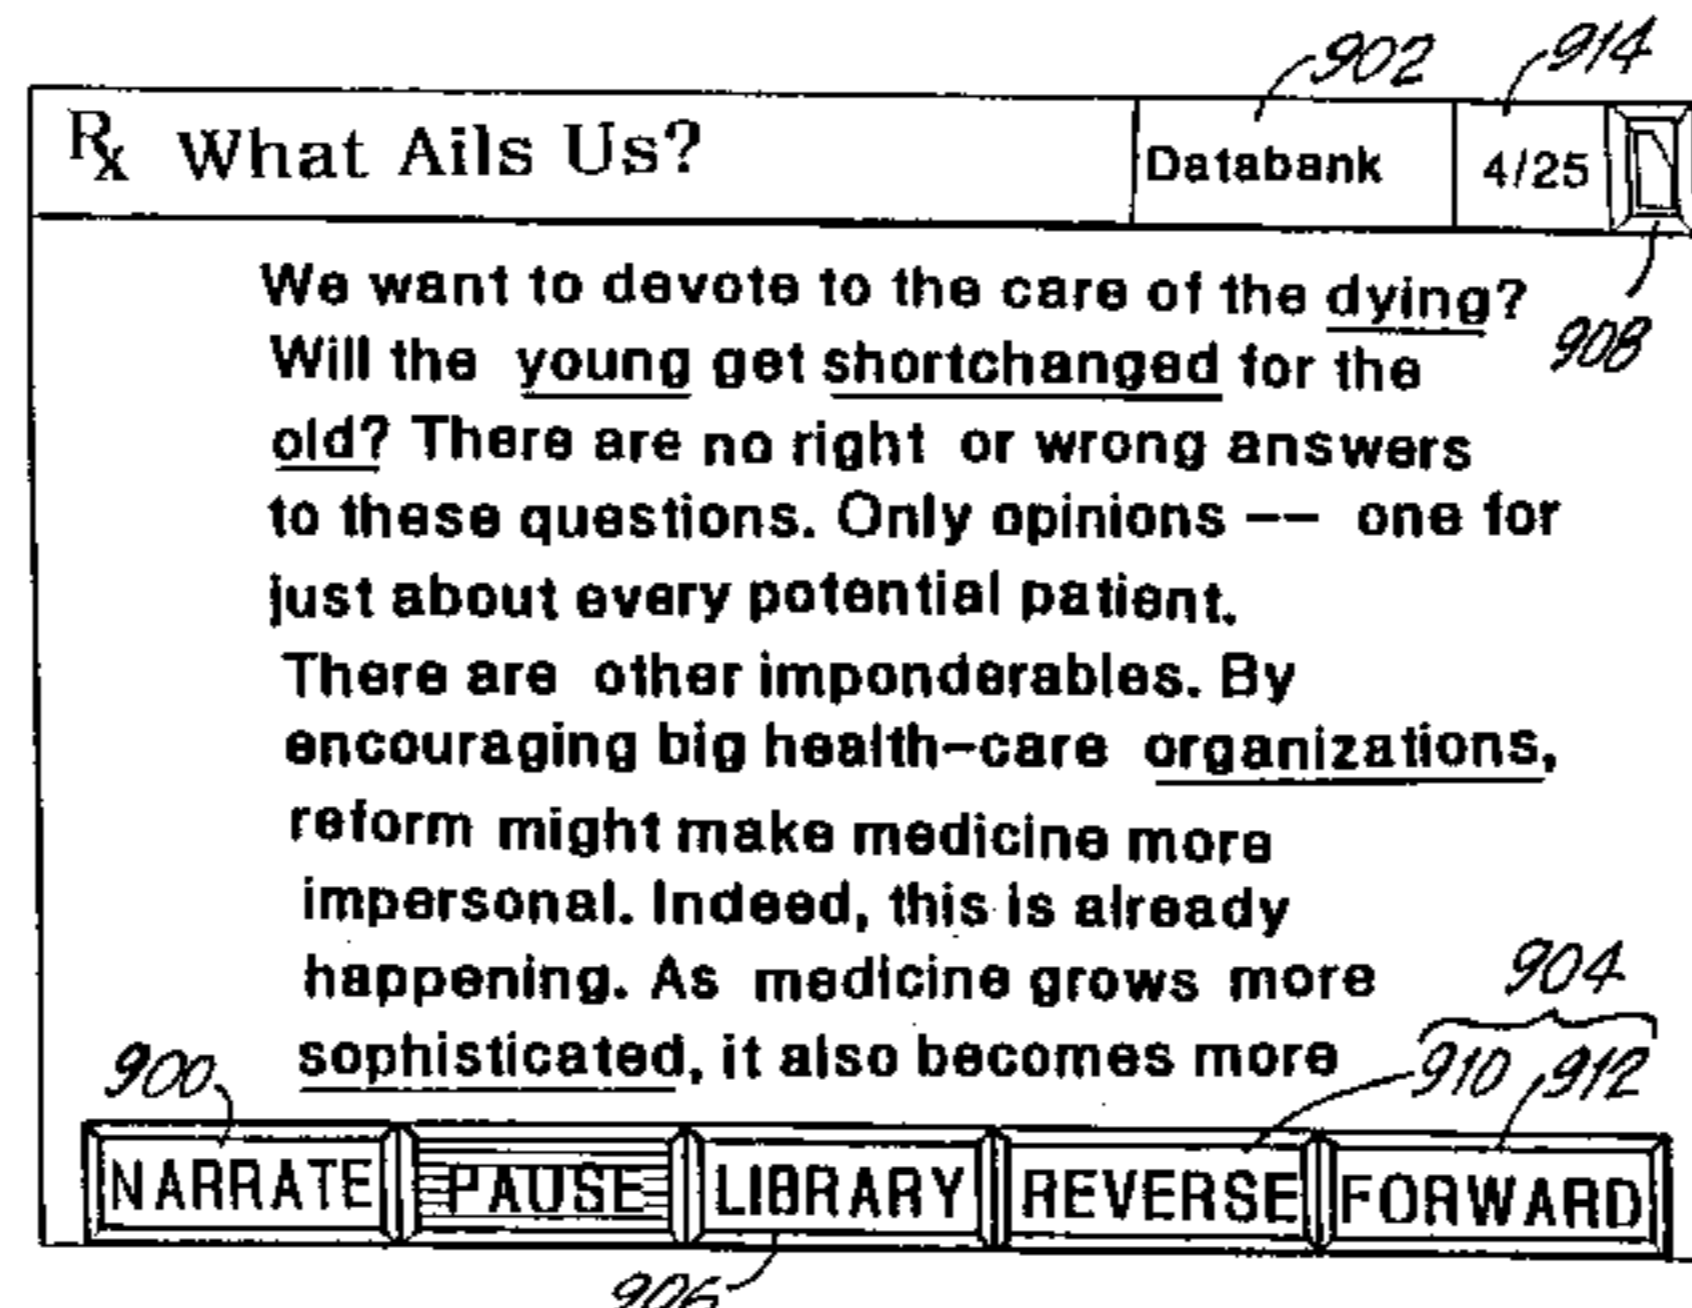 902 914
Rx What Ails Us? Databank 4/25
We want to devote to the care of the dying?
908
Will the young get shortchanged for the
old? There are no right or wrong answers
to these questions. Only opinions -- one for
just about every potential patient.
There are other imponderables. By
encouraging big health-care organizations,
reform might make medicine more
impersonal. Indeed, this is already
happening. As medicine grows more
904
sophisticated, it also becomes more
900 910 912
NARRATE PAUSE LIBRARY REVERSE FORWARD
906